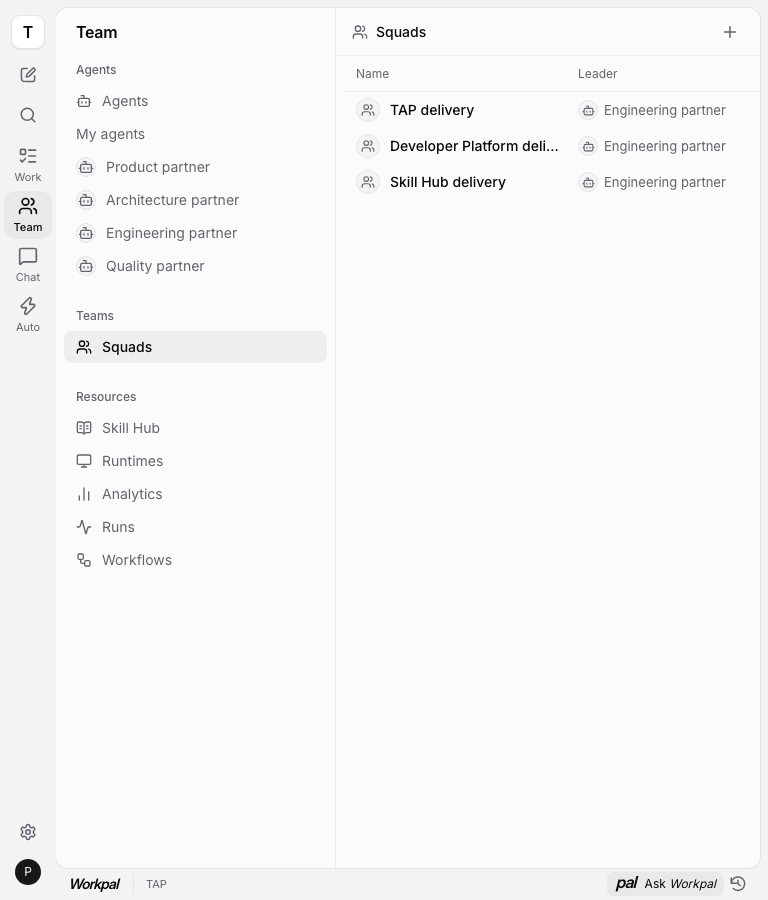 T
Work
Team
Chat
Auto
P
Team
Agents
Agents
My agents
Product partner
Architecture partner
Engineering partner
Quality partner
Teams
Squads
Resources
Skill Hub
Runtimes
Analytics
Runs
Workflows
Squads
Name Leader
TAP delivery Engineering partner
Developer Platform deli... Engineering partner
Skill Hub delivery Engineering partner
Workpal TAP
pal Ask Workpal